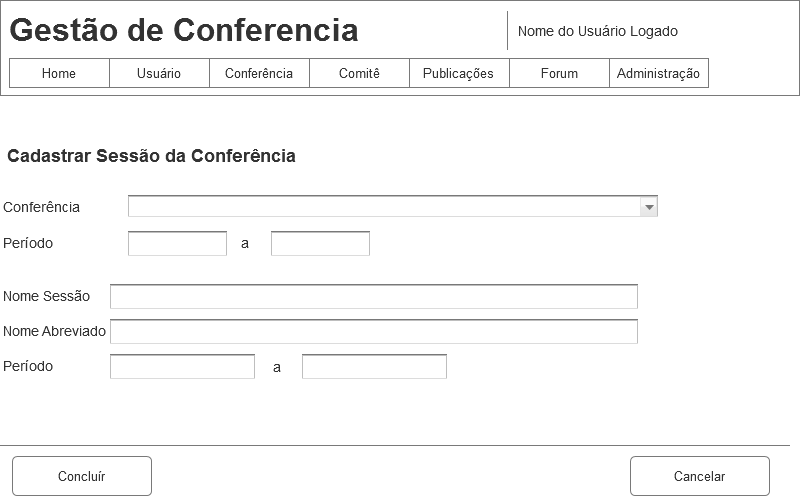 Gestão de Conferencia
Nome do Usuário Logado
Home Usuário Conferência Comitê Publicações Forum Administração
Cadastrar Sessão da Conferência
Conferência
Período a
Nome Sessão
Nome Abreviado
Período a
Concluír Cancelar